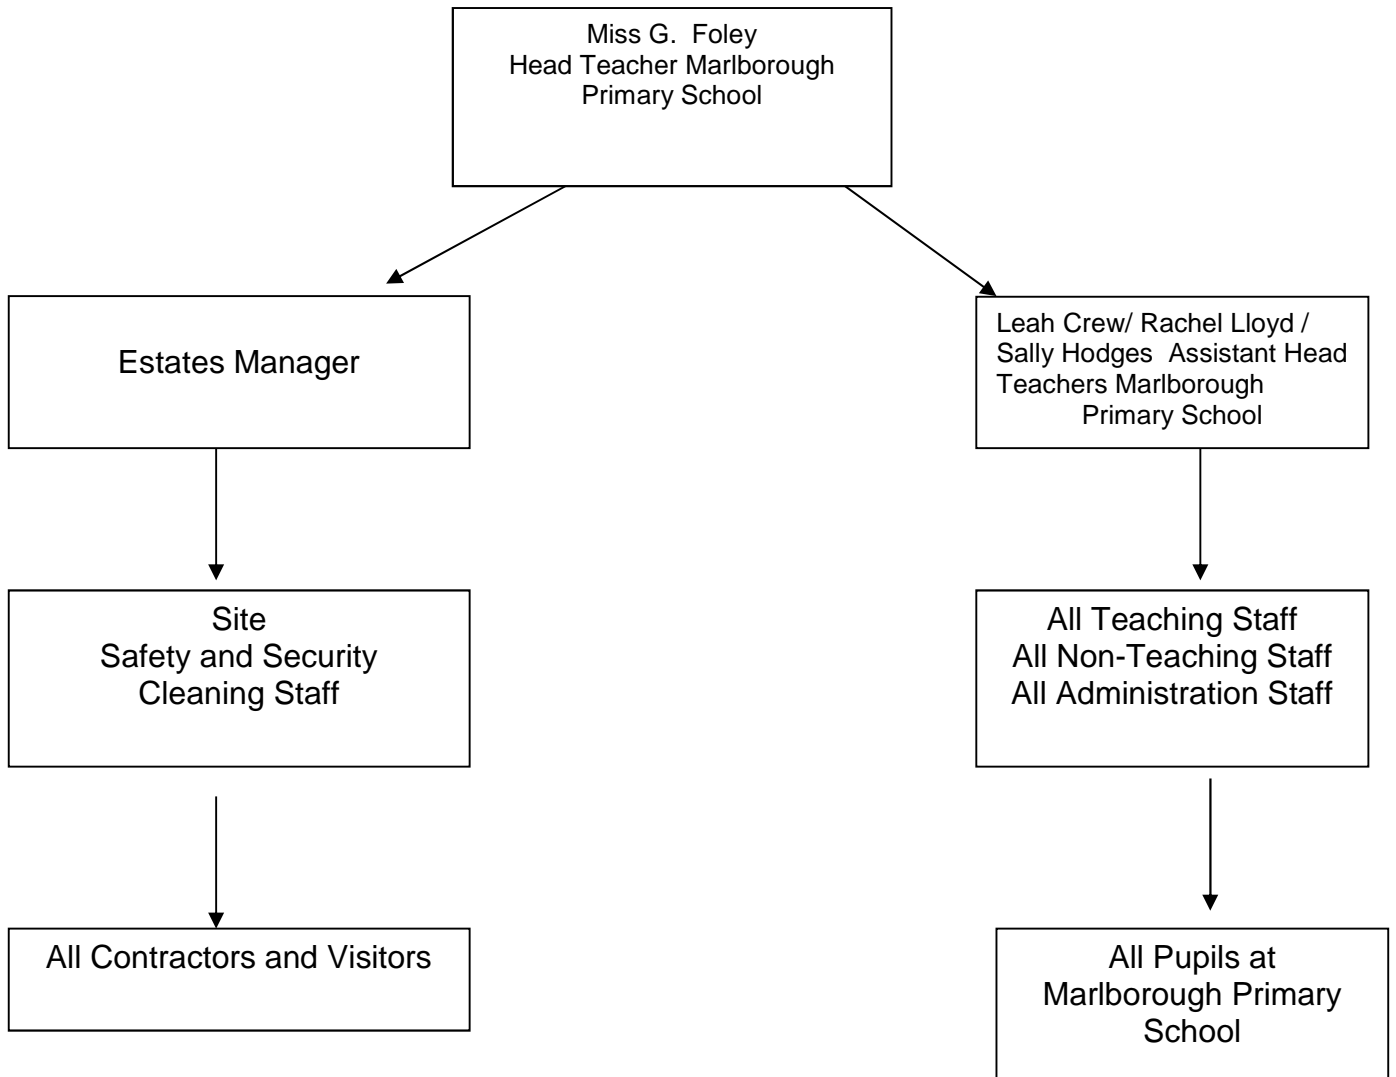 Miss G. Foley
Head Teacher Marlborough
Primary School
Estates Manager
Leah Crew/ Rachel Lloyd /
Sally Hodges Assistant Head
Teachers Marlborough
Primary School
Site
Safety and Security
Cleaning Staff
All Teaching Staff
All Non-Teaching Staff
All Administration Staff
All Contractors and Visitors
All Pupils at
Marlborough Primary
School